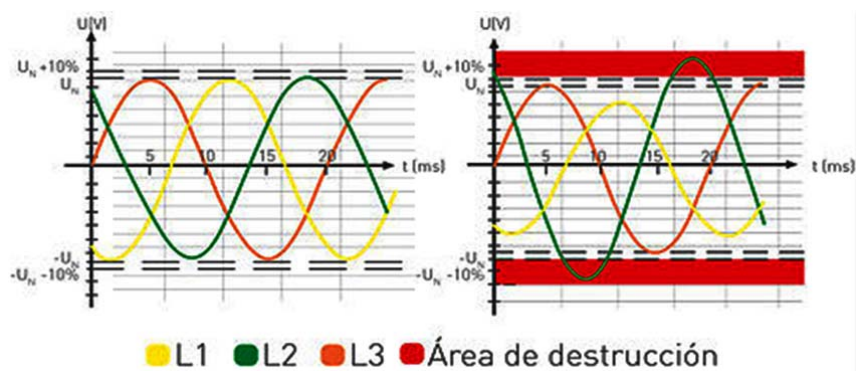 U(V)
U(V)
U_N +10%
U_N
U_N +10%
U_N
5 10 15 20 t (ms)
5 10 15 20 t (ms)
-U_N
-U_N -10%
-U_N
-U_N -10%
L1 L2 L3 Área de destrucción